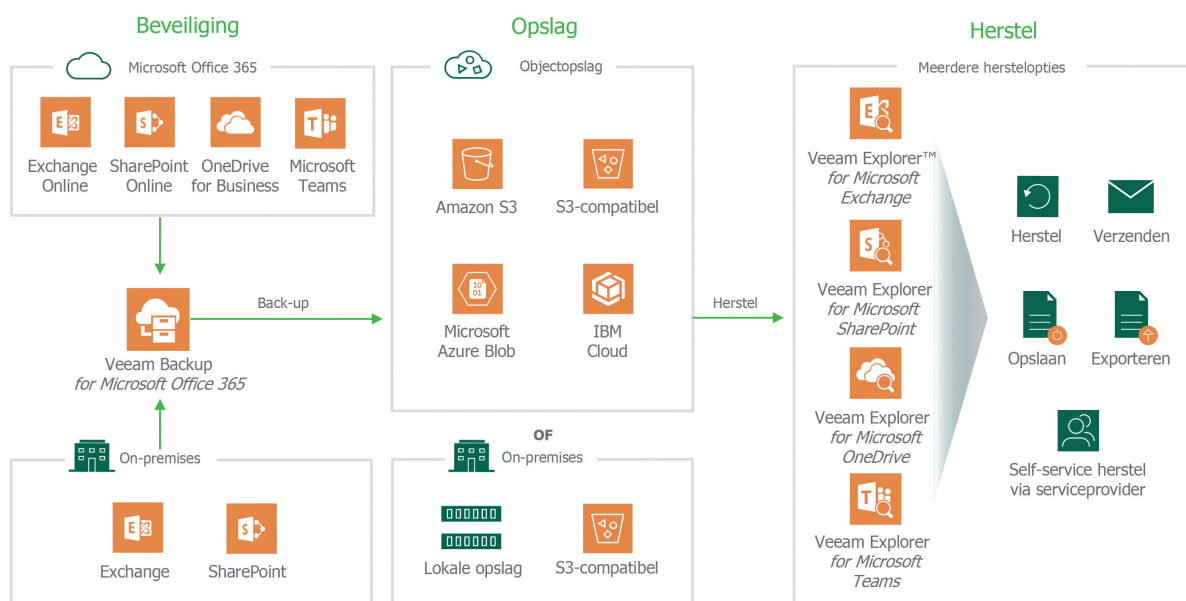 Beveiliging
Microsoft Office 365
Exchange
Online
SharePoint
Online
OneDrive
for Business
Microsoft
Teams
Veeam Backup
for Microsoft Office 365
On-premises
Exchange
SharePoint
Back-up
Opslag
Objectopslag
Amazon S3
S3-compatibel
Microsoft
Azure Blob
IBM
Cloud
OF
On-premises
Lokale opslag
S3-compatibel
Herstel
Herstel
Meerdere herstelopties
Veeam Explorer™
for Microsoft
Exchange
Veeam Explorer
for Microsoft
SharePoint
Veeam Explorer
for Microsoft
OneDrive
Veeam Explorer
for Microsoft
Teams
Herstel
Verzenden
Opslaan
Exporteren
Self-service herstel
via serviceprovider